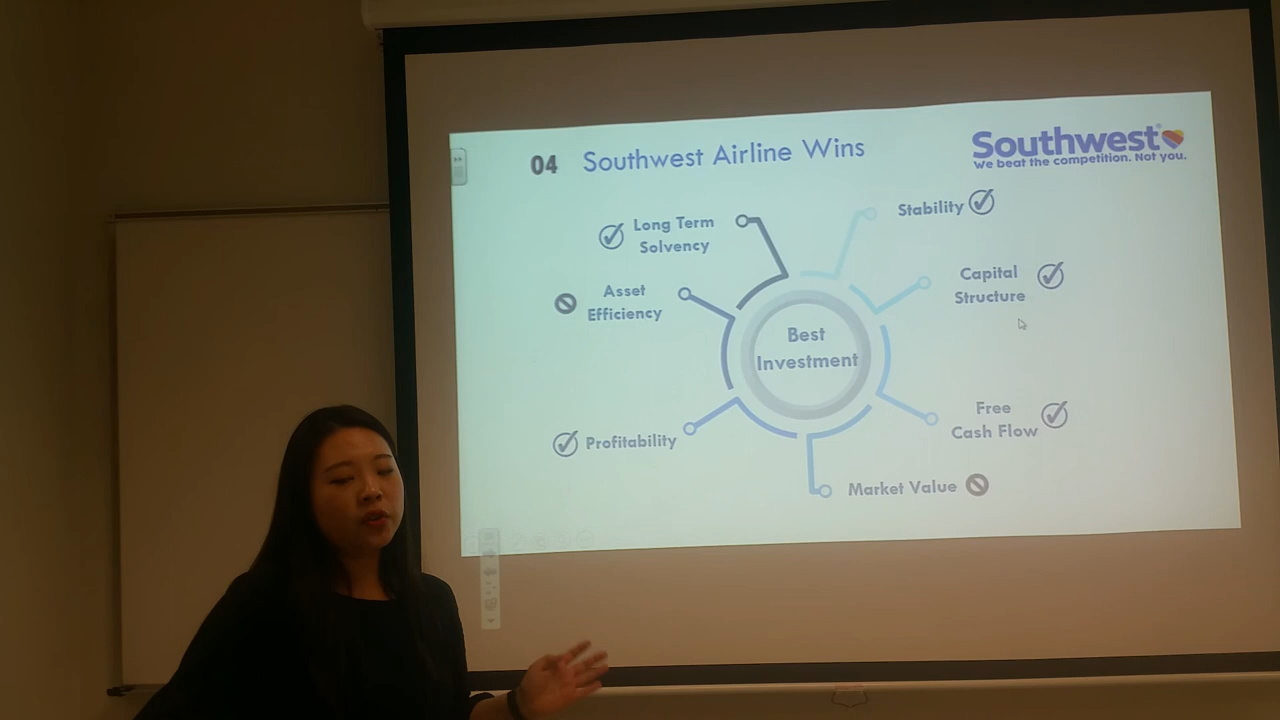 04 Southwest Airline Wins
Southwest®
We beat the competition. Not you.
Long Term
Solvency
Stability
Asset
Efficiency
Capital
Structure
Best
Investment
Profitability
Free
Cash Flow
Market Value